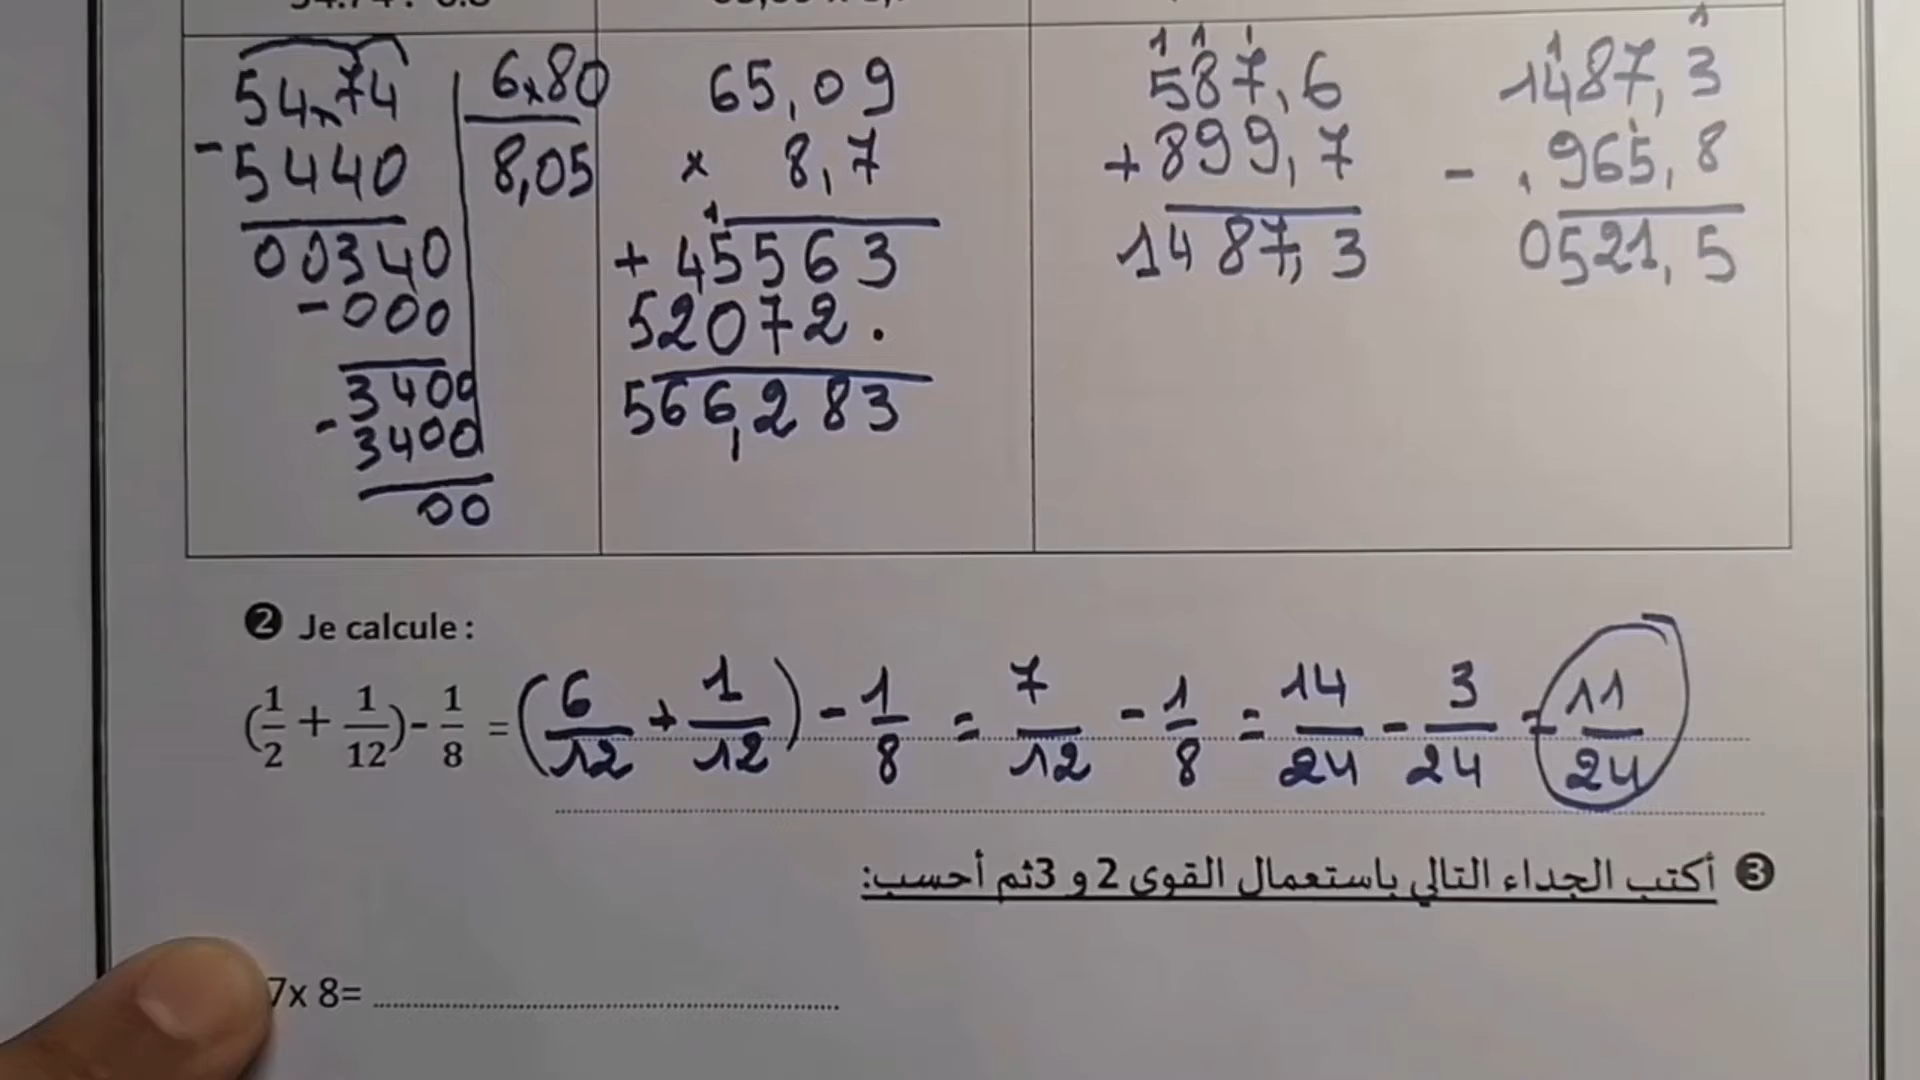 54,74 | 6,80
- 5440 | 8,05
00340
- 000
3400
- 3400
00
65,09
x 8,7
+ 45563
52072.
566,283
587,6
+ 899,7
1487,3
1487,3
- 965,8
0521,5
❷ Je calcule :
(1/2 + 1/12) - 1/8 = (6/12 + 1/12) - 1/8 = 7/12 - 1/8 = 14/24 - 3/24 = 11/24
❸ أكتب الجداء التالي باستعمال القوى 2 و 3ثم أحسب:
7x 8= ........